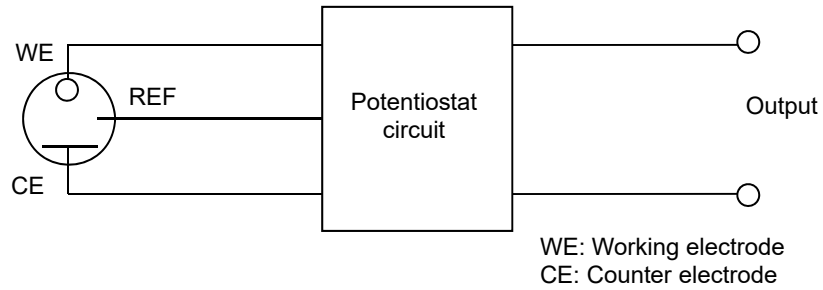 WE
REF
CE
Potentiostat
circuit
Output
WE: Working electrode
CE: Counter electrode